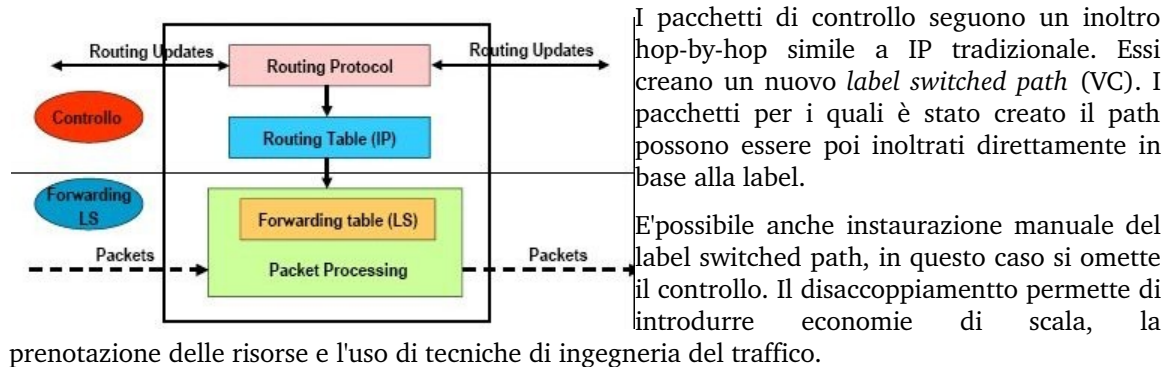 Routing Updates
Routing Protocol
Routing Updates
Controllo
Routing Table (IP)
Forwarding
LS
Forwarding table (LS)
Packets
Packet Processing
Packets
I pacchetti di controllo seguono un inoltro
hop-by-hop simile a IP tradizionale. Essi
creano un nuovo label switched path (VC). I
pacchetti per i quali è stato creato il path
possono essere poi inoltrati direttamente in
base alla label.
E'possibile anche instaurazione manuale del
label switched path, in questo caso si omette
il controllo. Il disaccoppiamentto permette di
introdurre economie di scala, la
prenotazione delle risorse e l'uso di tecniche di ingegneria del traffico.